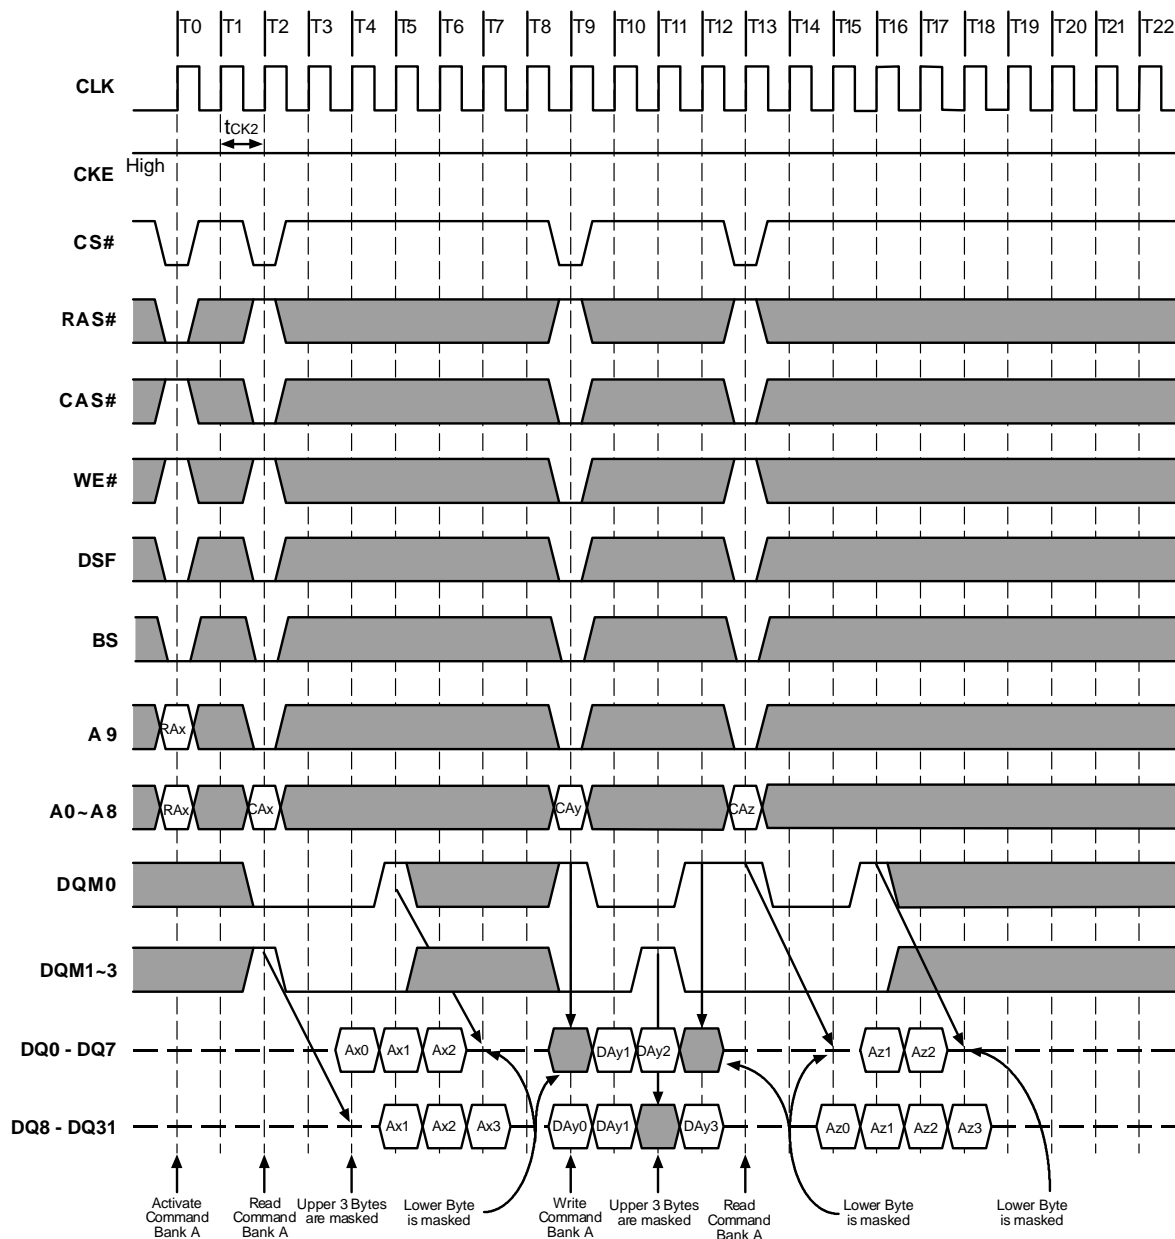 T0 T1 T2 T3 T4 T5 T6 T7 T8 T9 T10 T11 T12 T13 T14 T15 T16 T17 T18 T19 T20 T21 T22
CLK
tCK2
High
CKE
CS#
RAS#
CAS#
WE#
DSF
BS
A9
RAx
A0~A8
RAx CAx CAy CAz
DQM0
DQM1~3
DQ0 - DQ7
Ax0 Ax1 Ax2 DAy1 DAy2 Az1 Az2
DQ8 - DQ31
Ax1 Ax2 Ax3 DAy0 DAy1 DAy3 Az0 Az1 Az2 Az3
Activate
Command
Bank A
Read
Command
Bank A
Upper 3 Bytes
are masked
Lower Byte
is masked
Write
Command
Bank A
Upper 3 Bytes
are masked
Read
Command
Bank A
Lower Byte
is masked
Lower Byte
is masked